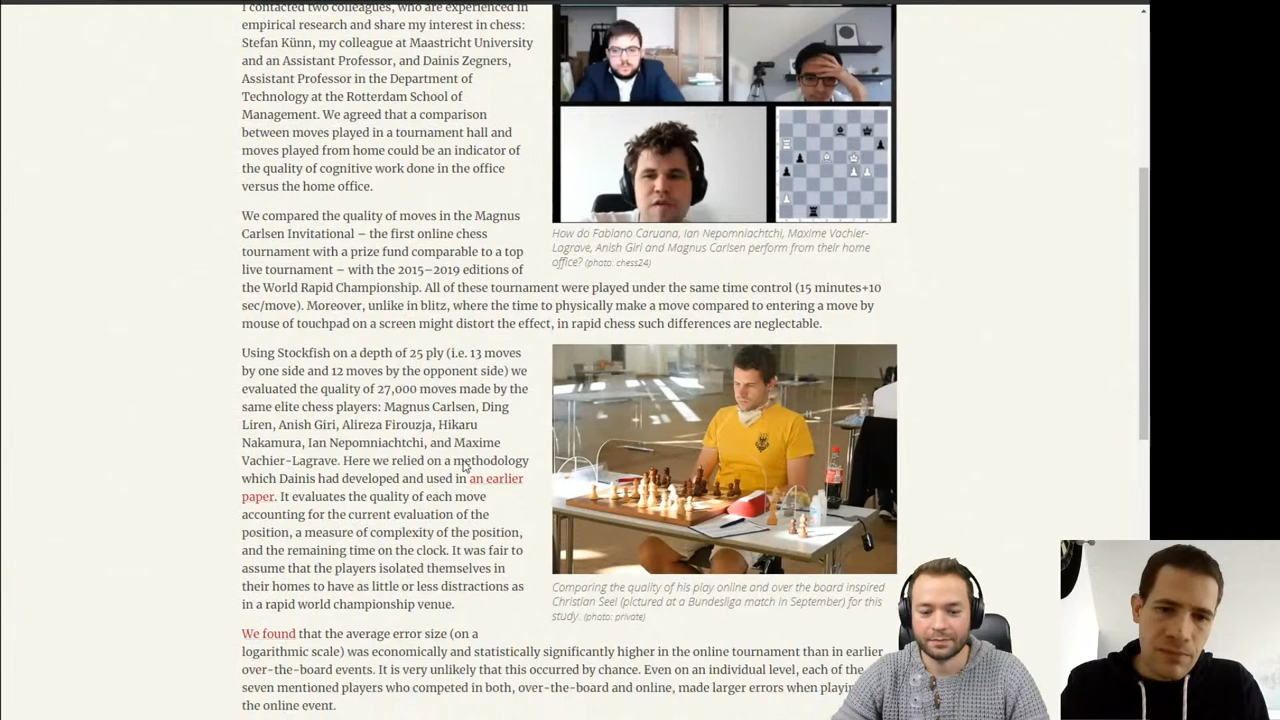 I contacted two colleagues, who are experienced in
empirical research and share my interest in chess:
Stefan Künn, my colleague at Maastricht University
and an Assistant Professor, and Dainis Zegners,
Assistant Professor in the Department of
Technology at the Rotterdam School of
Management. We agreed that a comparison
between moves played in a tournament hall and
moves played from home could be an indicator of
the quality of cognitive work done in the office
versus the home office.
How do Fabiano Caruana, Ian Nepomniachtchi, Maxime Vachier-
Lagrave, Anish Giri and Magnus Carlsen perform from their home
office? (photo: chess24)
We compared the quality of moves in the Magnus
Carlsen Invitational – the first online chess
tournament with a prize fund comparable to a top
live tournament – with the 2015–2019 editions of
the World Rapid Championship. All of these tournament were played under the same time control (15 minutes+10
sec/move). Moreover, unlike in blitz, where the time to physically make a move compared to entering a move by
mouse of touchpad on a screen might distort the effect, in rapid chess such differences are neglectable.
Using Stockfish on a depth of 25 ply (i.e. 13 moves
by one side and 12 moves by the opponent side) we
evaluated the quality of 27,000 moves made by the
same elite chess players: Magnus Carlsen, Ding
Liren, Anish Giri, Alireza Firouzja, Hikaru
Nakamura, Ian Nepomniachtchi, and Maxime
Vachier-Lagrave. Here we relied on a methodology
which Dainis had developed and used in an earlier
paper. It evaluates the quality of each move
accounting for the current evaluation of the
position, a measure of complexity of the position,
and the remaining time on the clock. It was fair to
assume that the players isolated themselves in
their homes to have as little or less distractions as
in a rapid world championship venue.
Comparing the quality of his play online and over the board inspired
Christian Seel (pictured at a Bundesliga match in September) for this
study. (photo: private)
We found that the average error size (on a
logarithmic scale) was economically and statistically significantly higher in the online tournament than in earlier
over-the-board events. It is very unlikely that this occurred by chance. Even on an individual level, each of the
seven mentioned players who competed in both, over-the-board and online, made larger errors when
the online event.